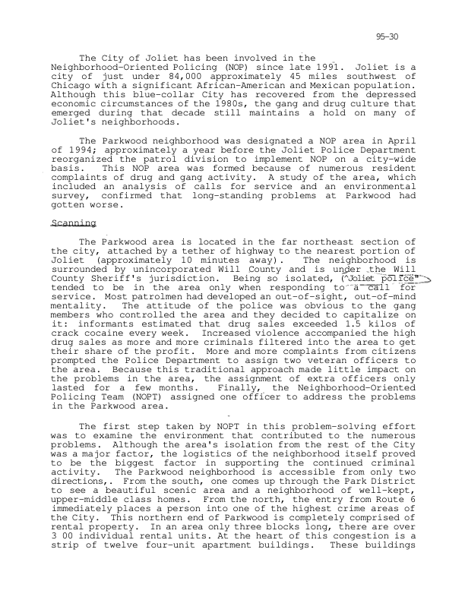 95-30
The City of Joliet has been involved in the
Neighborhood-Oriented Policing (NOP) since late 1991. Joliet is a
city of just under 84,000 approximately 45 miles southwest of
Chicago with a significant African-American and Mexican population.
Although this blue-collar City has recovered from the depressed
economic circumstances of the 1980s, the gang and drug culture that
emerged during that decade still maintains a hold on many of
Joliet's neighborhoods.
The Parkwood neighborhood was designated a NOP area in April
of 1994; approximately a year before the Joliet Police Department
reorganized the patrol division to implement NOP on a city-wide
basis. This NOP area was formed because of numerous resident
complaints of drug and gang activity. A study of the area, which
included an analysis of calls for service and an environmental
survey, confirmed that long-standing problems at Parkwood had
gotten worse.
Scanning
The Parkwood area is located in the far northeast section of
the city, attached by a tether of highway to the nearest portion of
Joliet (approximately 10 minutes away). The neighborhood is
surrounded by unincorporated Will County and is under the Will
County Sheriff's jurisdiction. Being so isolated, (^Joliet police"
tended to be in the area only when responding to a call for
service. Most patrolmen had developed an out-of-sight, out-of-mind
mentality. The attitude of the police was obvious to the gang
members who controlled the area and they decided to capitalize on
it: informants estimated that drug sales exceeded 1.5 kilos of
crack cocaine every week. Increased violence accompanied the high
drug sales as more and more criminals filtered into the area to get
their share of the profit. More and more complaints from citizens
prompted the Police Department to assign two veteran officers to
the area. Because this traditional approach made little impact on
the problems in the area, the assignment of extra officers only
lasted for a few months. Finally, the Neighborhood-Oriented
Policing Team (NOPT) assigned one officer to address the problems
in the Parkwood area.
The first step taken by NOPT in this problem-solving effort
was to examine the environment that contributed to the numerous
problems. Although the area's isolation from the rest of the City
was a major factor, the logistics of the neighborhood itself proved
to be the biggest factor in supporting the continued criminal
activity. The Parkwood neighborhood is accessible from only two
directions,. From the south, one comes up through the Park District
to see a beautiful scenic area and a neighborhood of well-kept,
upper-middle class homes. From the north, the entry from Route 6
immediately places a person into one of the highest crime areas of
the City. This northern end of Parkwood is completely comprised of
rental property. In an area only three blocks long, there are over
3 00 individual rental units. At the heart of this congestion is a
strip of twelve four-unit apartment buildings. These buildings